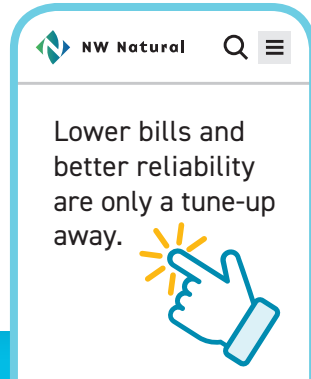 NW Natural
Lower bills and
better reliability
are only a tune-up
away.